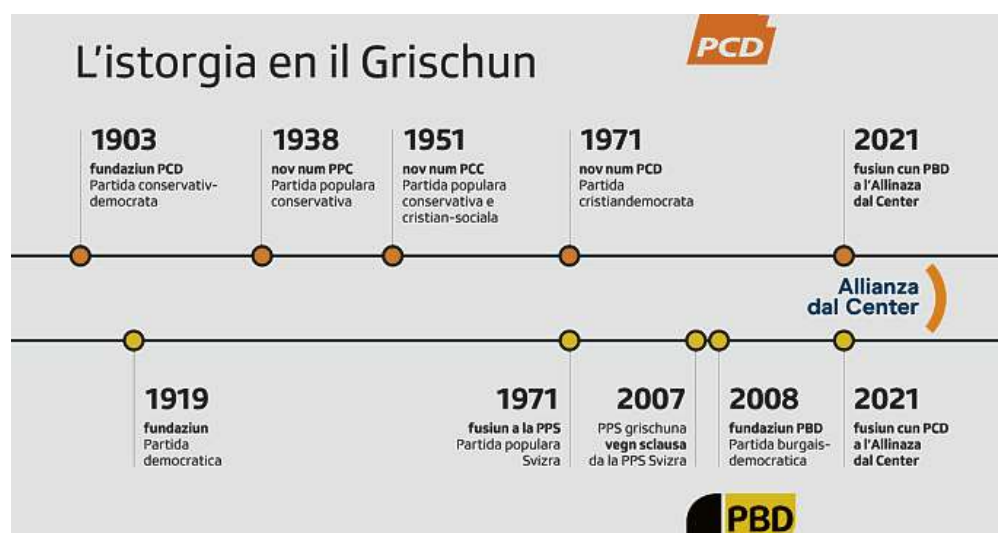 L'istorgia en il Grischun
PCD
1903
fundaziun PCD
Partida conservativ-
democrata
1938
nov num PPC
Partida populara
conservativa
1951
nov num PCC
Partida populara
conservativa e
cristian-sociala
1971
nov num PCD
Partida
cristiandemocrata
2021
fusiun cun PBD
a l'Allinaza
dal Center
Allianza
dal Center
1919
fundaziun
Partida
democratica
1971
fusiun a la PPS
Partida populara
Svizra
2007
PPS grischuna
vegn sclausa
da la PPS Svizra
2008
fundaziun PBD
Partida burgais-
democratica
2021
fusiun cun PCD
a l'Allinaza
dal Center
PBD